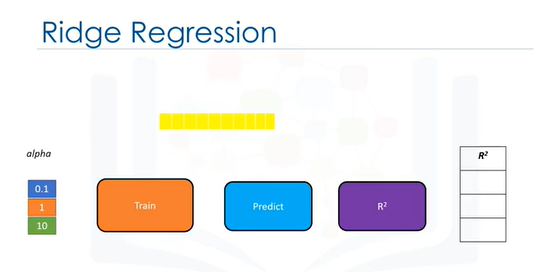 Ridge Regression
alpha
0.1
1
10
Train
Predict
R²
R²